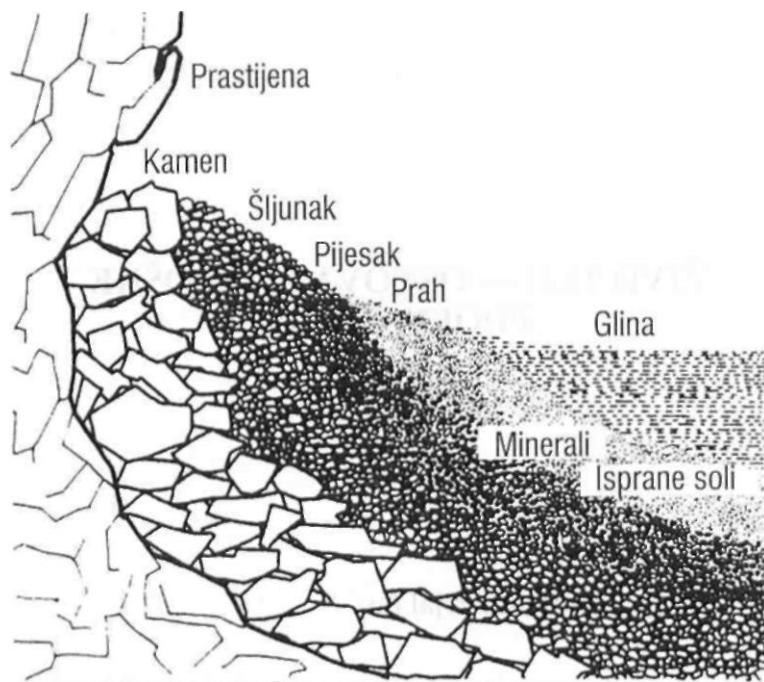 Prastijena
Kamen
Šljunak
Pijesak
Prah
Glina
Minerali
Isprane soli